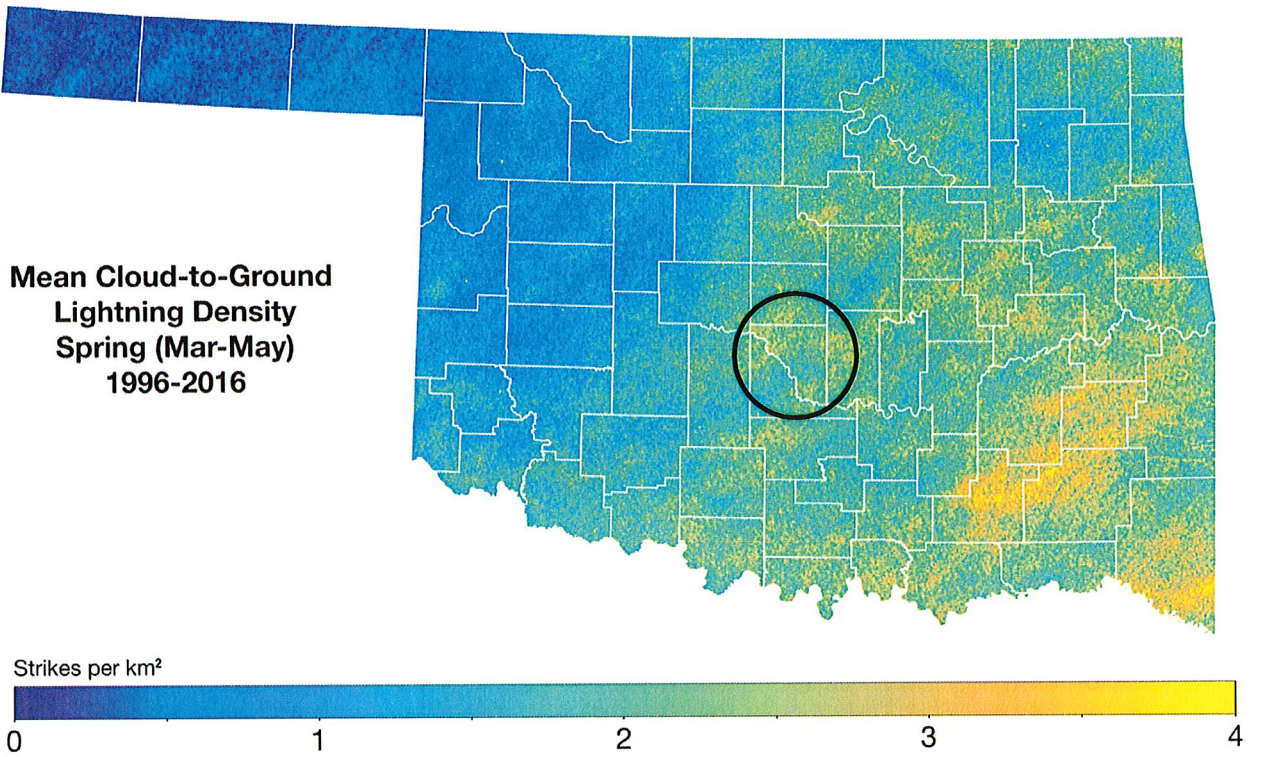 Mean Cloud-to-Ground
Lightning Density
Spring (Mar-May)
1996-2016
Strikes per km²
0 1 2 3 4